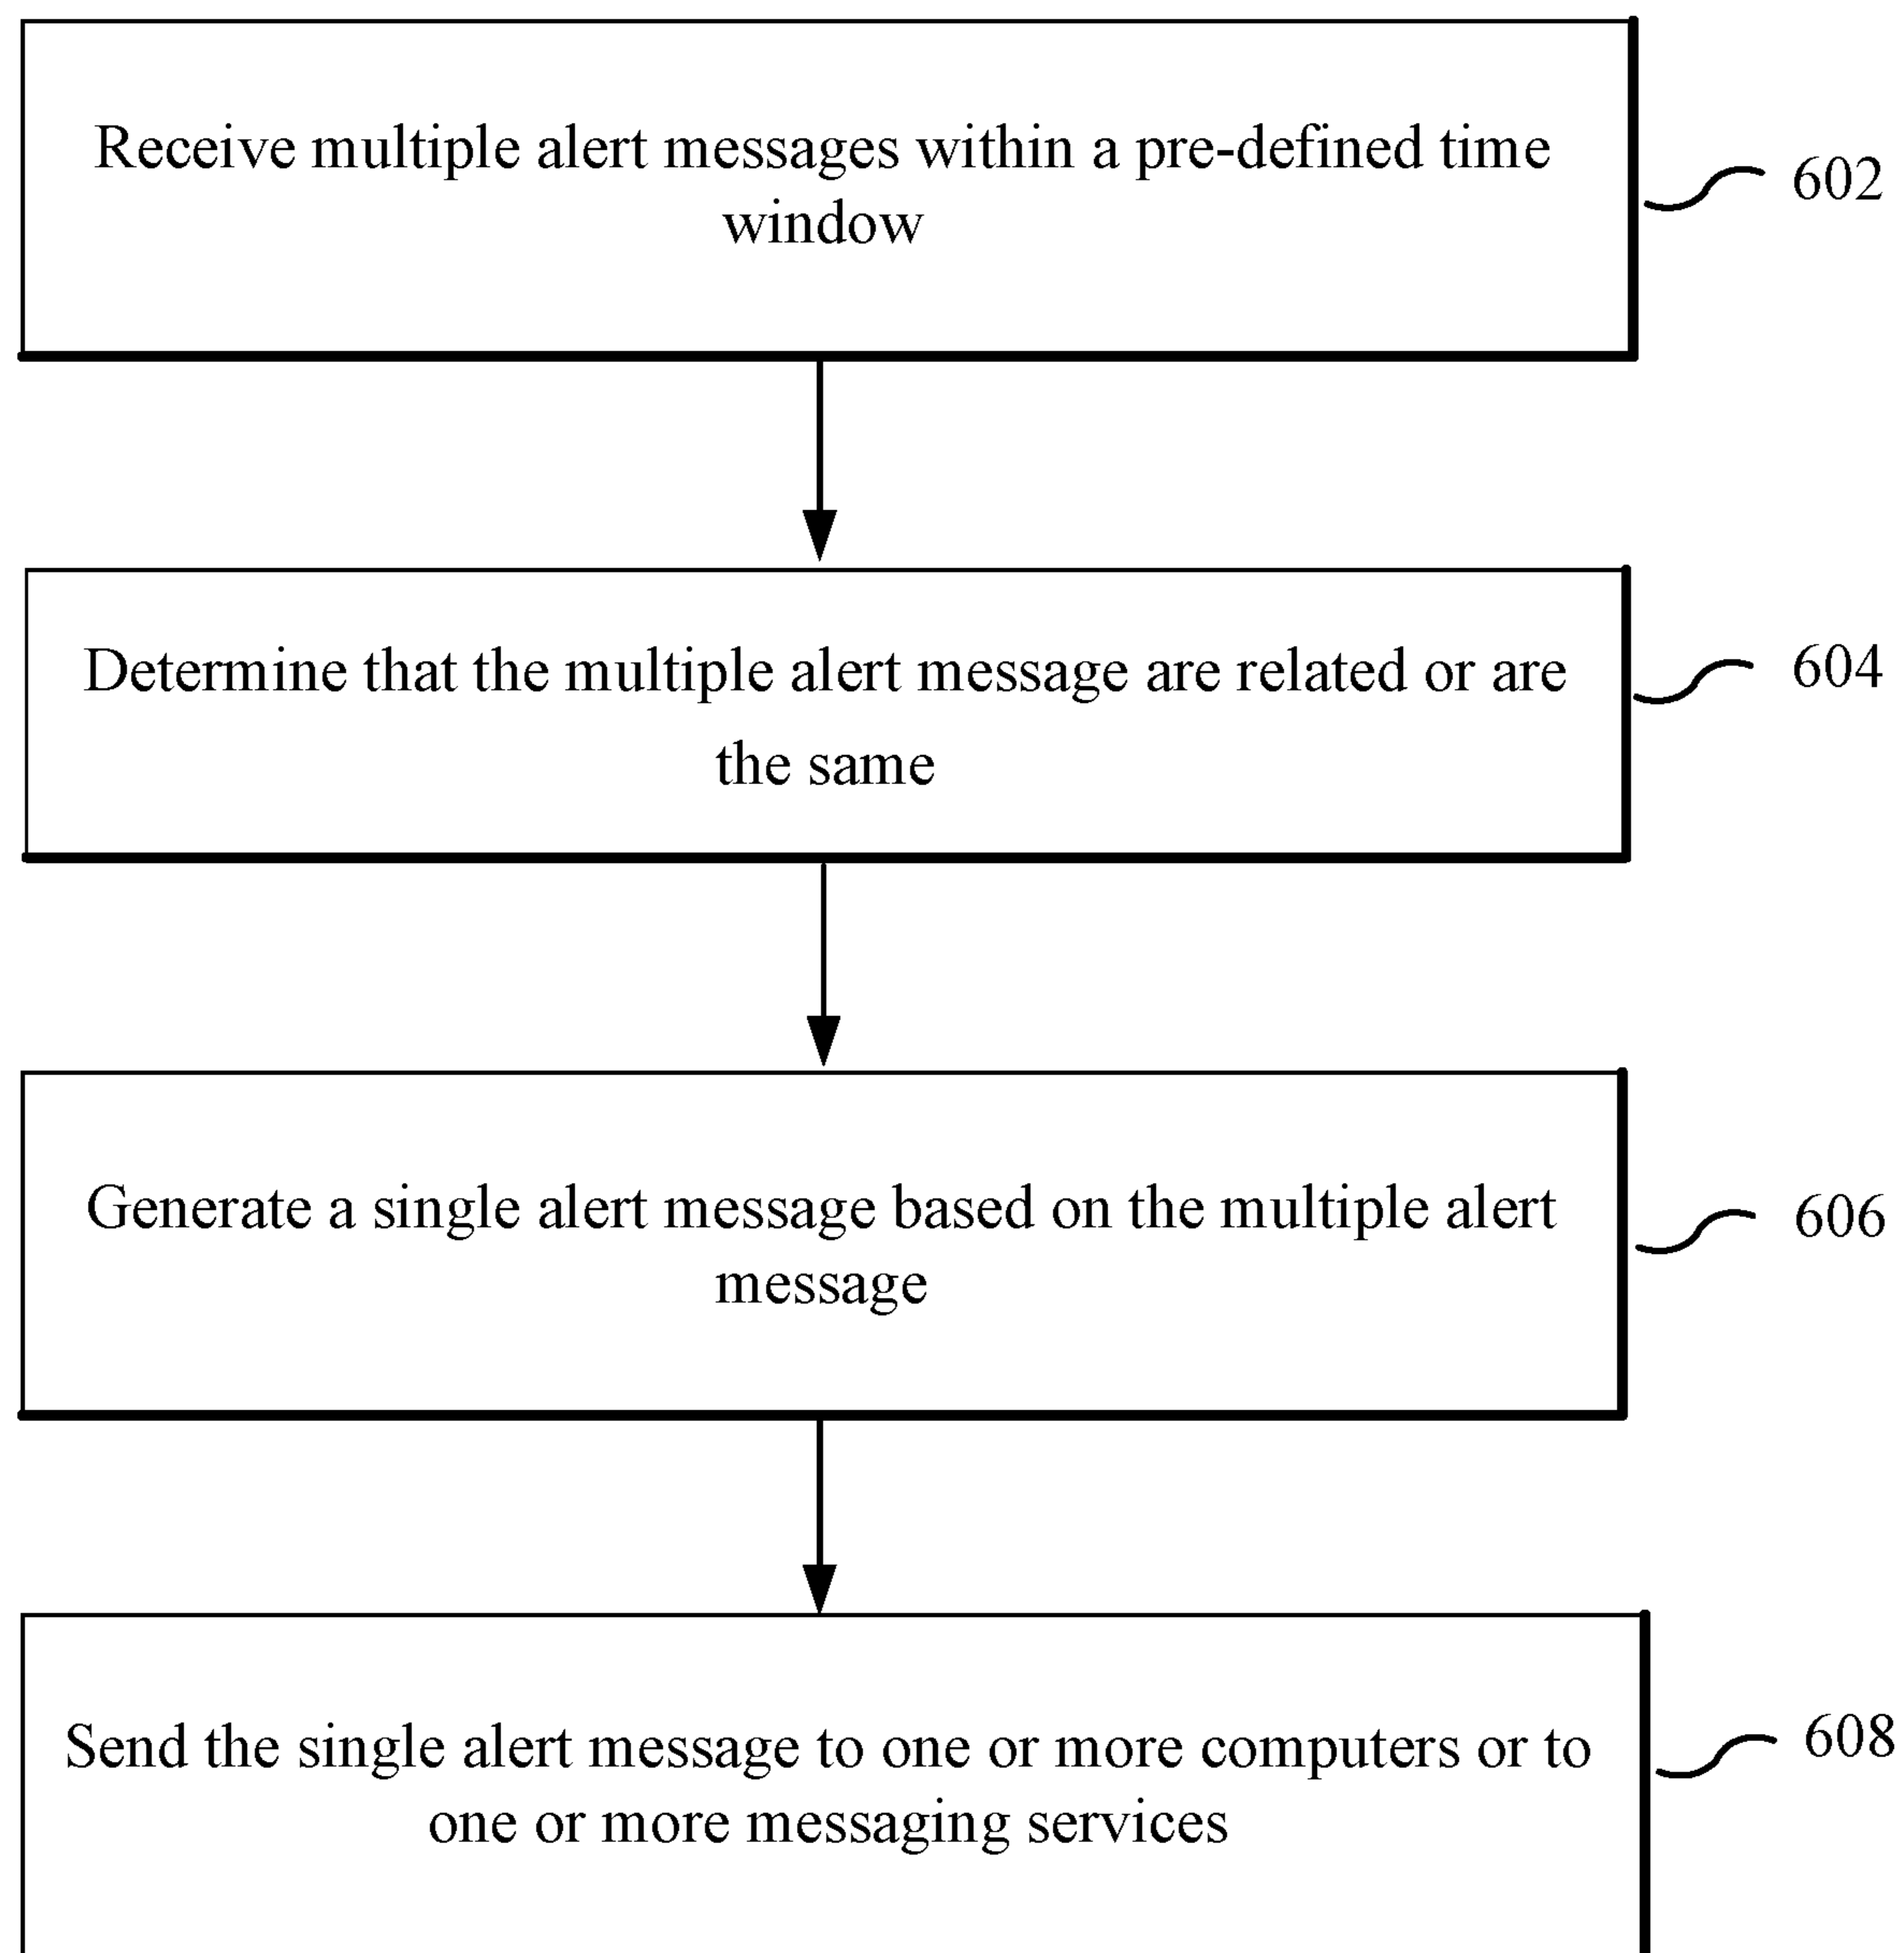 Receive multiple alert messages within a pre-defined time
window
602
Determine that the multiple alert message are related or are
the same
604
Generate a single alert message based on the multiple alert
message
606
Send the single alert message to one or more computers or to
one or more messaging services
608